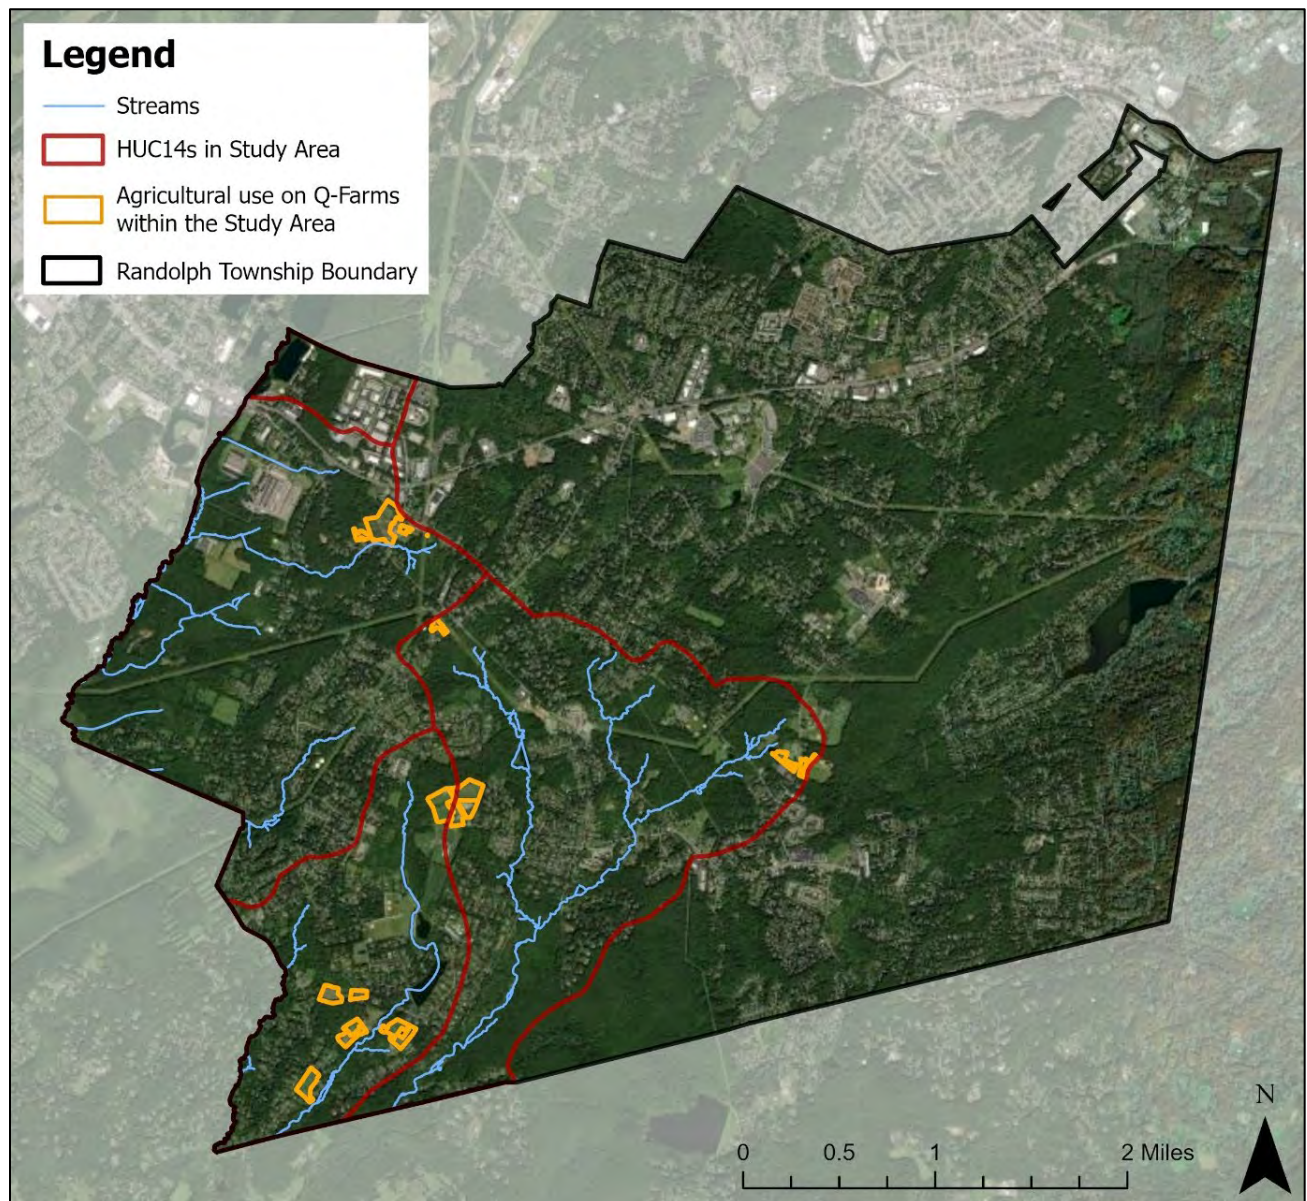 Legend
Streams
HUC14s in Study Area
Agricultural use on Q-Farms
within the Study Area
Randolph Township Boundary
N
0 0.5 1 2 Miles